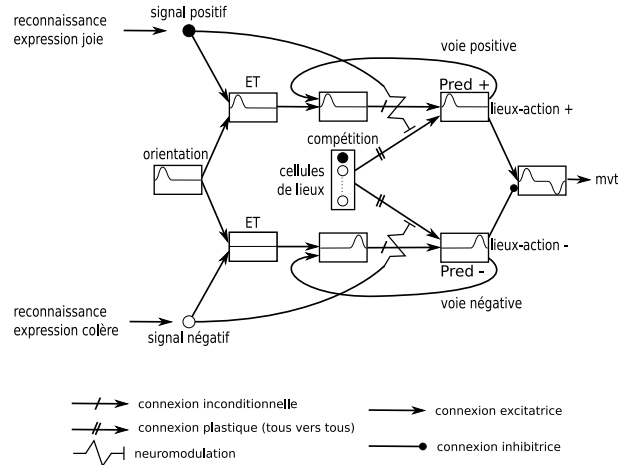 reconnaissance
expression joie
signal positif
voie positive
ET
Pred +
lieux-action +
compétition
orientation
cellules
de lieux
mvt
ET
lieux-action -
Pred -
voie négative
reconnaissance
expression colère
signal négatif
connexion inconditionnelle
connexion excitatrice
connexion plastique (tous vers tous)
connexion inhibitrice
neuromodulation